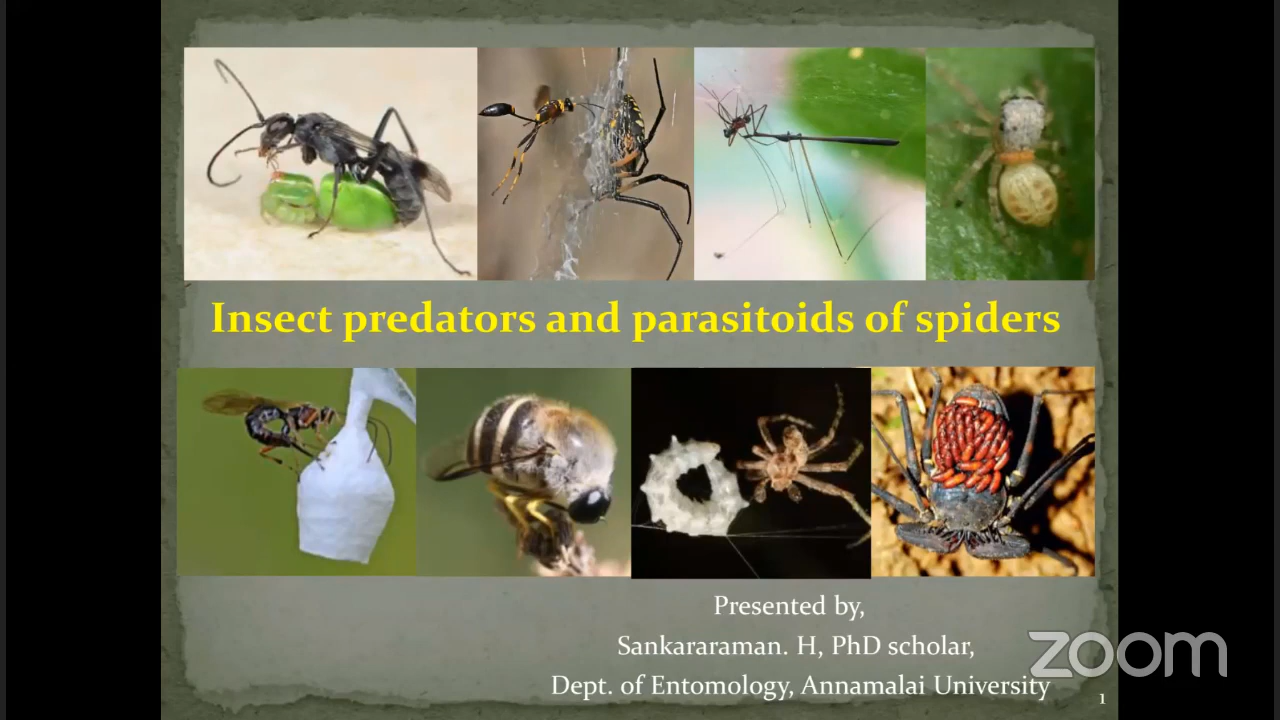 Insect predators and parasitoids of spiders
Presented by,
Sankararaman. H, PhD scholar,
Dept. of Entomology, Annamalai University
zoom
1